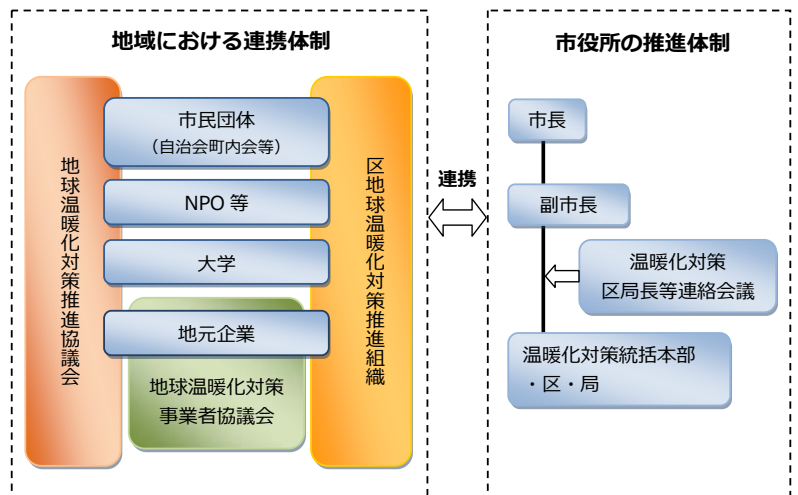 地域における連携体制
地球温暖化対策推進協議会
市民団体
（自治会町内会等）
NPO 等
大学
地元企業
地球温暖化対策
事業者協議会
区地球温暖化対策推進組織
連携
市役所の推進体制
市長
副市長
温暖化対策
区局長等連絡会議
温暖化対策統括本部
・区・局